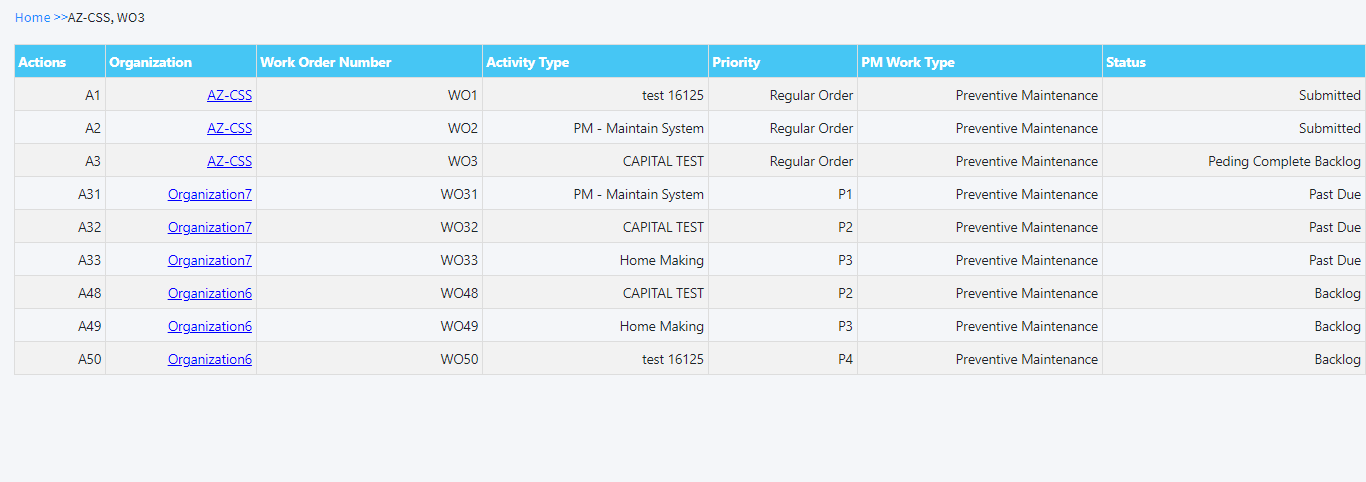 Home >>AZ-CSS, WO3
Actions Organization Work Order Number Activity Type Priority PM Work Type Status
A1 AZ-CSS WO1 test 16125 Regular Order Preventive Maintenance Submitted
A2 AZ-CSS WO2 PM - Maintain System Regular Order Preventive Maintenance Submitted
A3 AZ-CSS WO3 CAPITAL TEST Regular Order Preventive Maintenance Peding Complete Backlog
A31 Organization7 WO31 PM - Maintain System P1 Preventive Maintenance Past Due
A32 Organization7 WO32 CAPITAL TEST P2 Preventive Maintenance Past Due
A33 Organization7 WO33 Home Making P3 Preventive Maintenance Past Due
A48 Organization6 WO48 CAPITAL TEST P2 Preventive Maintenance Backlog
A49 Organization6 WO49 Home Making P3 Preventive Maintenance Backlog
A50 Organization6 WO50 test 16125 P4 Preventive Maintenance Backlog